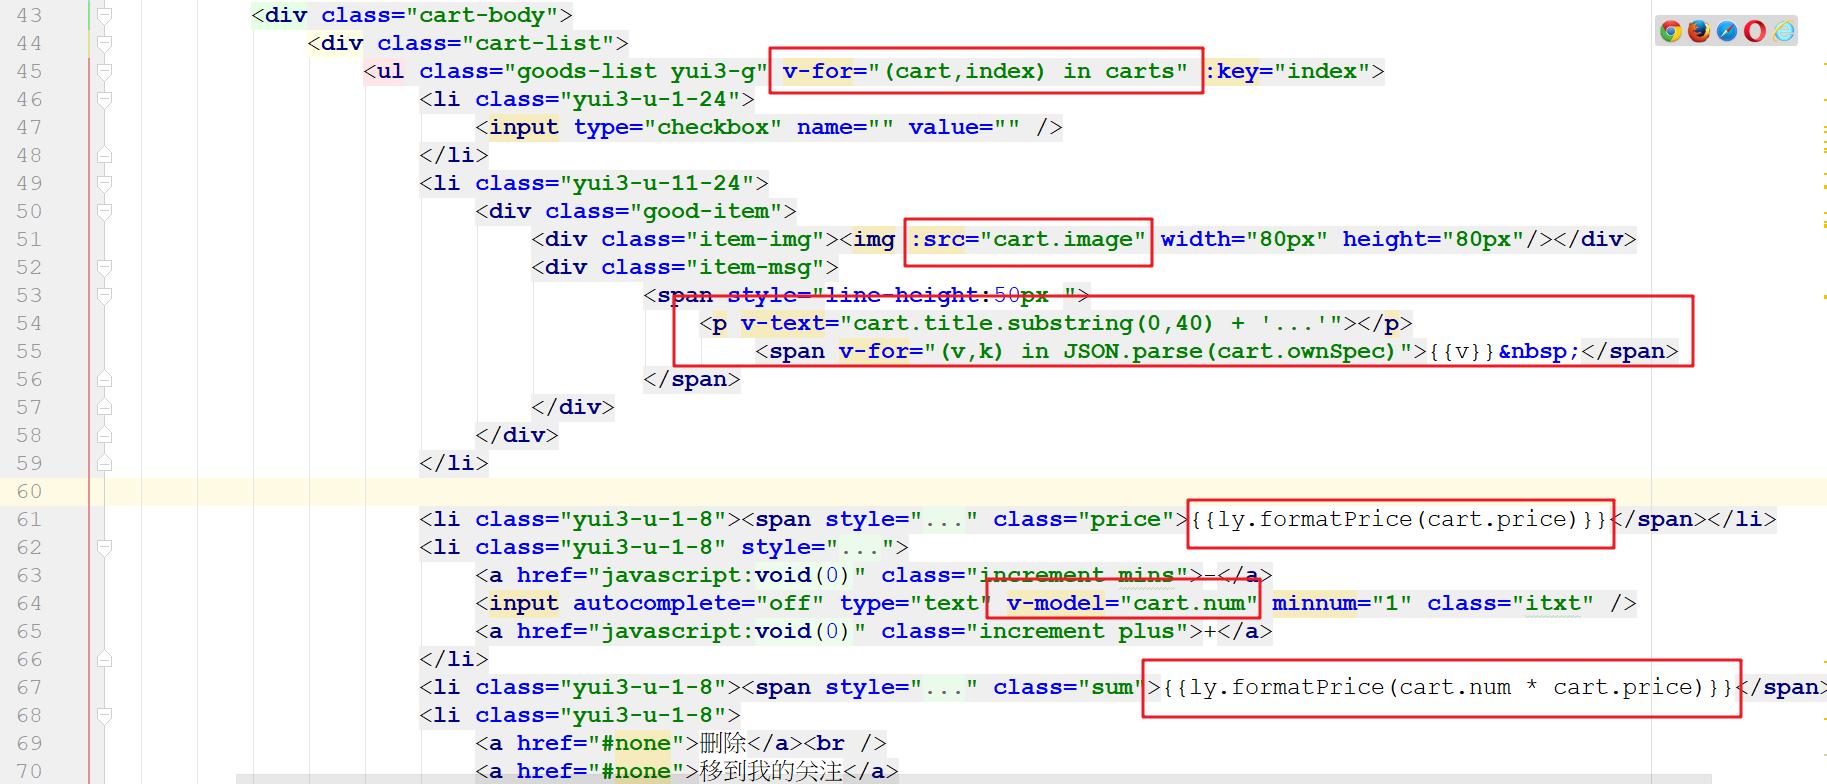 43 <div class="cart-body">
44 <div class="cart-list">
45 <ul class="goods-list yui3-g" v-for="(cart,index) in carts" :key="index">
46 <li class="yui3-u-1-24">
47 <input type="checkbox" name="" value="" />
48 </li>
49 <li class="yui3-u-11-24">
50 <div class="good-item">
51 <div class="item-img"><img :src="cart.image" width="80px" height="80px"/></div>
52 <div class="item-msg">
53 <span style="line-height:50px ">
54 <p v-text="cart.title.substring(0,40) + '...'"></p>
55 <span v-for="(v,k) in JSON.parse(cart.ownSpec)">{{v}}&nbsp;</span>
56 </span>
57 </div>
58 </div>
59 </li>
60
61 <li class="yui3-u-1-8"><span style="..." class="price">{{ly.formatPrice(cart.price)}}</span></li>
62 <li class="yui3-u-1-8" style="...">
63 <a href="javascript:void(0)" class="increment mins">-</a>
64 <input autocomplete="off" type="text" v-model="cart.num" minnum="1" class="itxt" />
65 <a href="javascript:void(0)" class="increment plus">+</a>
66 </li>
67 <li class="yui3-u-1-8"><span style="..." class="sum">{{ly.formatPrice(cart.num * cart.price)}}</span>
68 <li class="yui3-u-1-8">
69 <a href="#none">删除</a><br />
70 <a href="#none">移到我的关注</a>